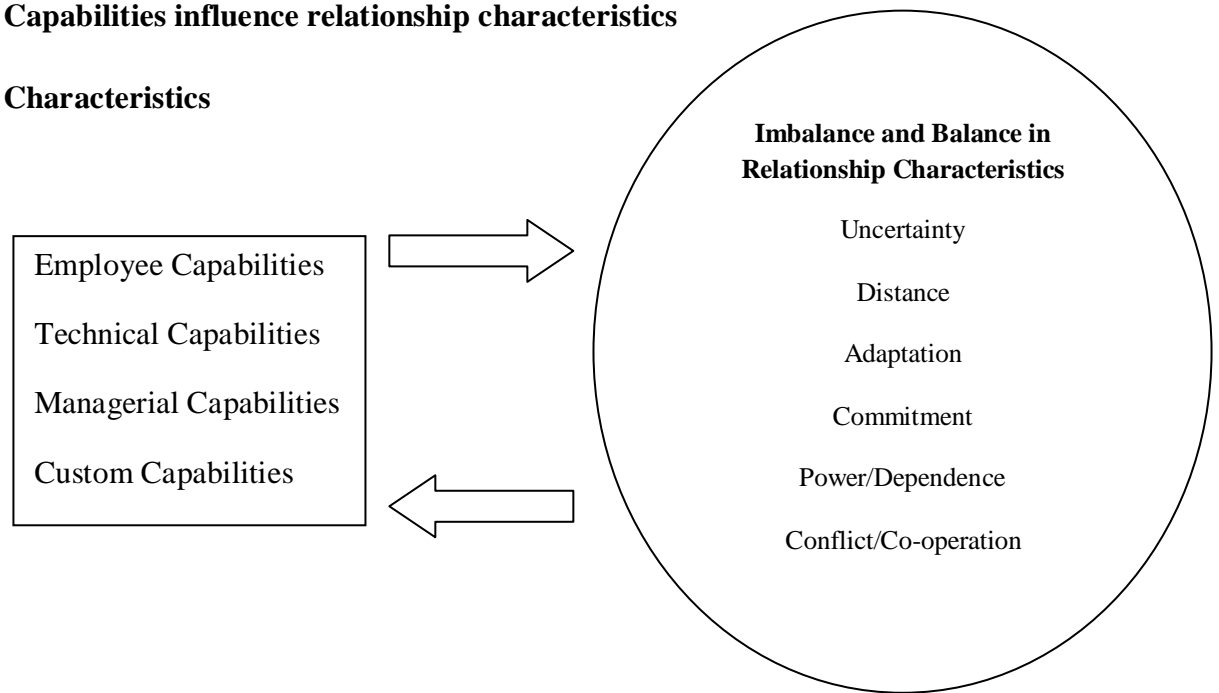 Capabilities influence relationship characteristics
Characteristics
Employee Capabilities
Technical Capabilities
Managerial Capabilities
Custom Capabilities
Imbalance and Balance in
Relationship Characteristics
Uncertainty
Distance
Adaptation
Commitment
Power/Dependence
Conflict/Co-operation